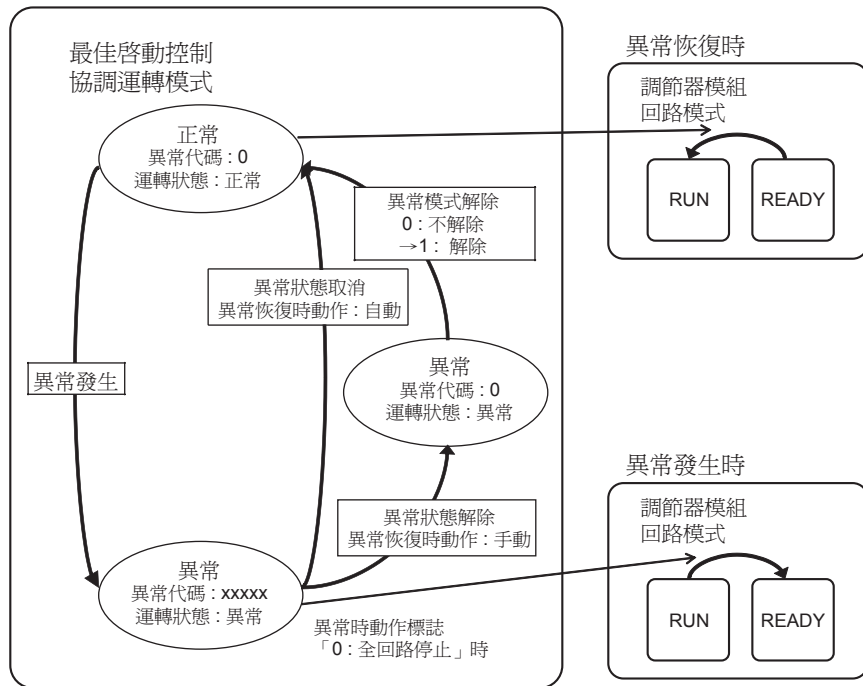 最佳啓動控制
協調運轉模式
正常
異常代碼：0
運轉狀態：正常
異常模式解除
0：不解除
→1： 解除
異常狀態取消
異常恢復時動作：自動
異常發生
異常
異常代碼：0
運轉狀態：異常
異常狀態解除
異常恢復時動作：手動
異常
異常代碼：xxxxx
運轉狀態：異常
異常時動作標誌
「0：全回路停止」時
異常恢復時
調節器模組
回路模式
RUN
READY
異常發生時
調節器模組
回路模式
RUN
READY